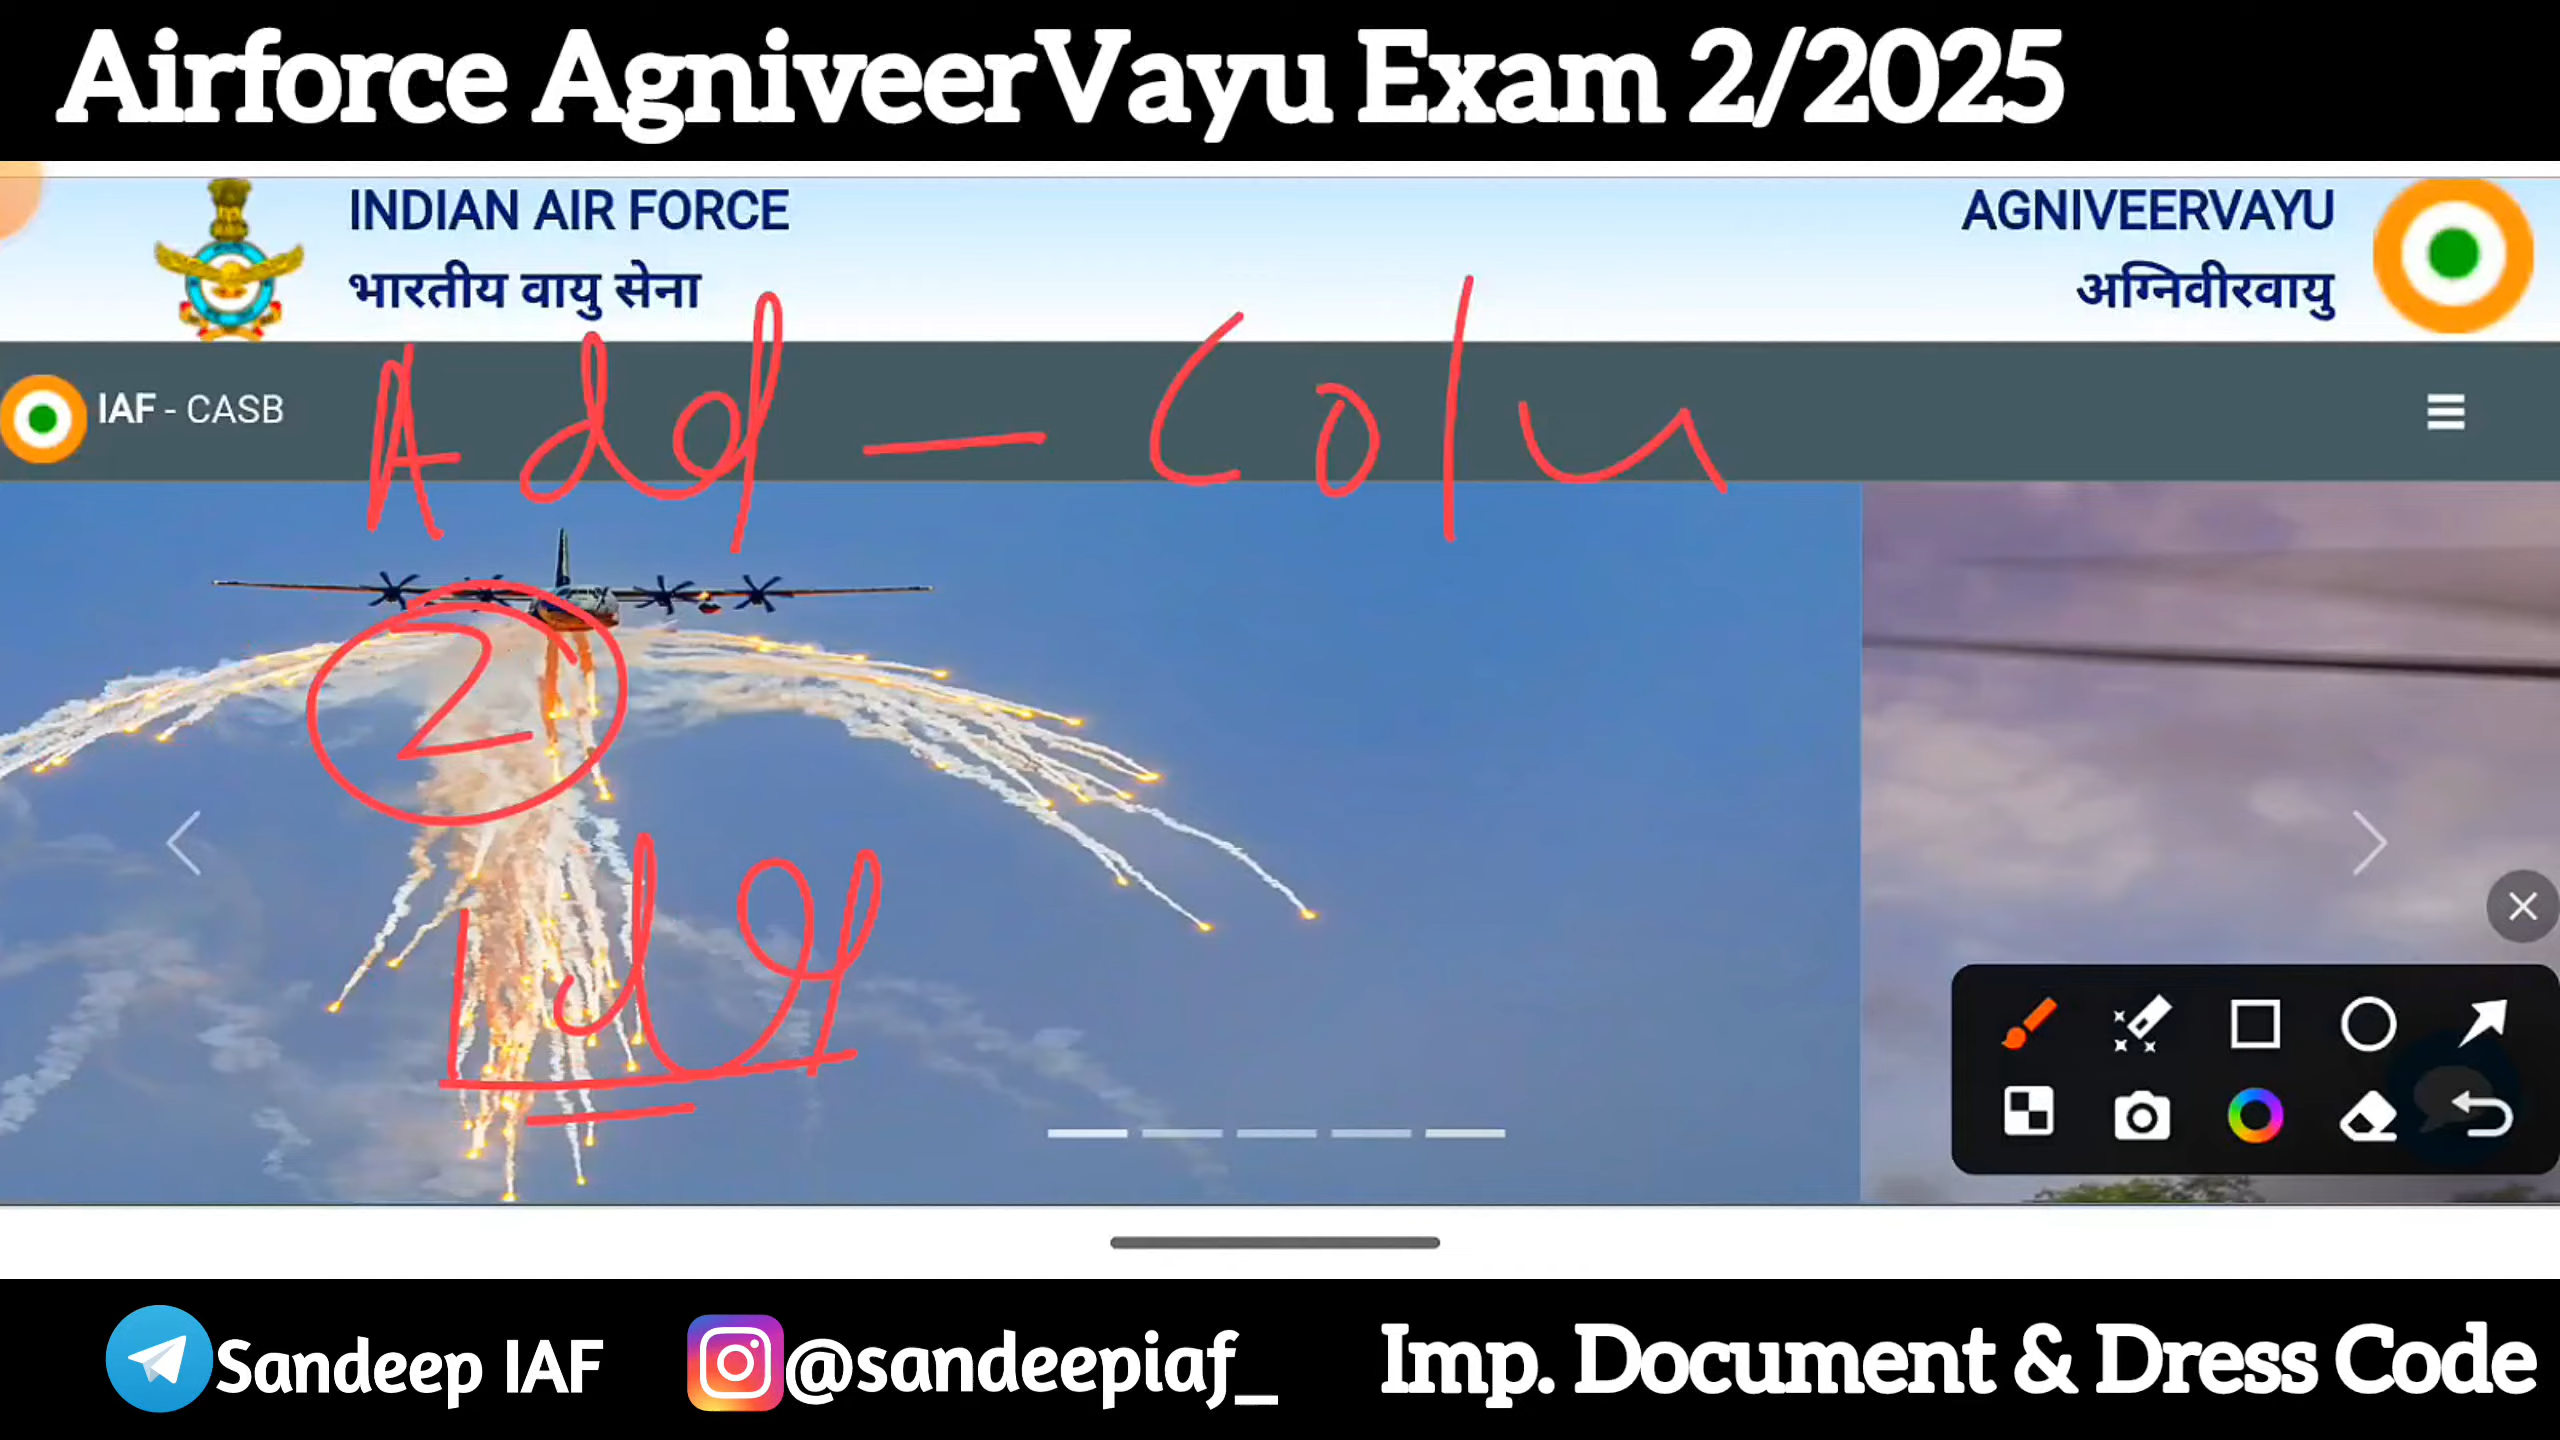 Airforce AgniveerVayu Exam 2/2025
INDIAN AIR FORCE
भारतीय वायु सेना
AGNIVEERVAYU
अग्निवीरवायु
IAF - CASB
Add - Colu
2
Sandeep IAF
@sandeepiaf_
Imp. Document & Dress Code